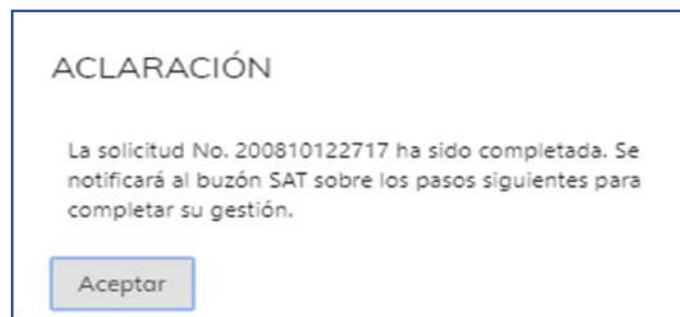 ACLARACIÓN
La solicitud No. 200810122717 ha sido completada. Se
notificará al buzón SAT sobre los pasos siguientes para
completar su gestión.
Aceptar